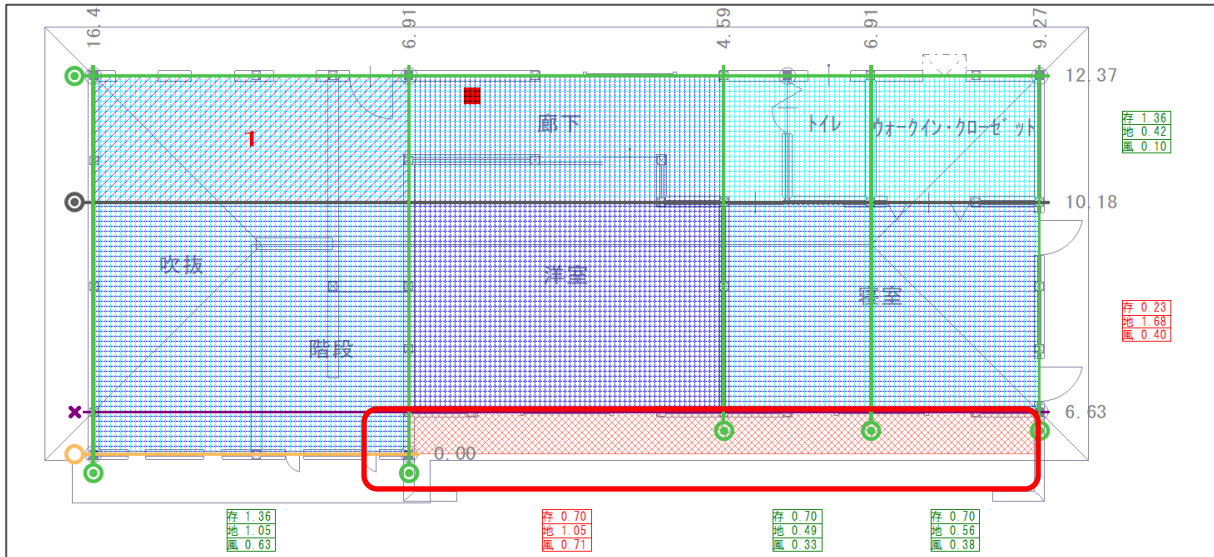 16.4
6.91
4.59
6.91
9.27
12.37
1
廊下
トイレ
ウォークイン・クローゼット
存 1.36
地 0.42
風 0.10
10.18
吹抜
洋室
寝室
存 0.23
地 1.68
風 0.40
階段
6.63
0.00
存 1.36
地 1.05
風 0.63
存 0.70
地 1.05
風 0.71
存 0.70
地 0.49
風 0.33
存 0.70
地 0.56
風 0.38